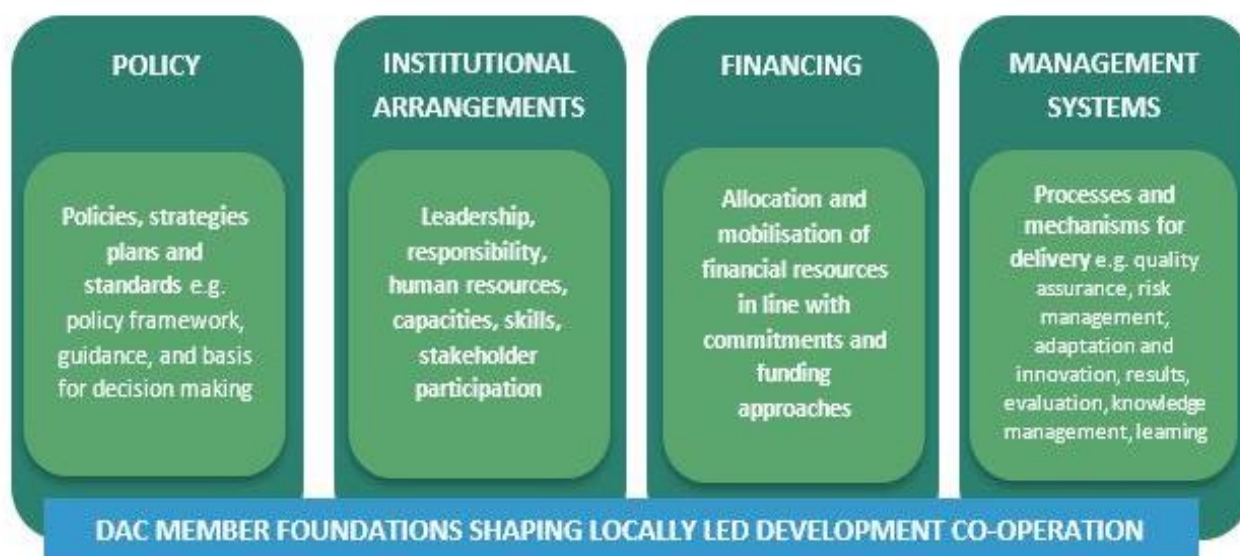 POLICY
Policies, strategies
plans and
standards e.g.
policy framework,
guidance, and basis
for decision making
INSTITUTIONAL
ARRANGEMENTS
Leadership,
responsibility,
human resources,
capacities, skills,
stakeholder
participation
FINANCING
Allocation and
mobilisation of
financial resources
in line with
commitments and
funding
approaches
MANAGEMENT
SYSTEMS
Processes and
mechanisms for
delivery e.g. quality
assurance, risk
management,
adaptation and
innovation, results,
evaluation, knowledge
management, learning
DAC MEMBER FOUNDATIONS SHAPING LOCALLY LED DEVELOPMENT CO-OPERATION